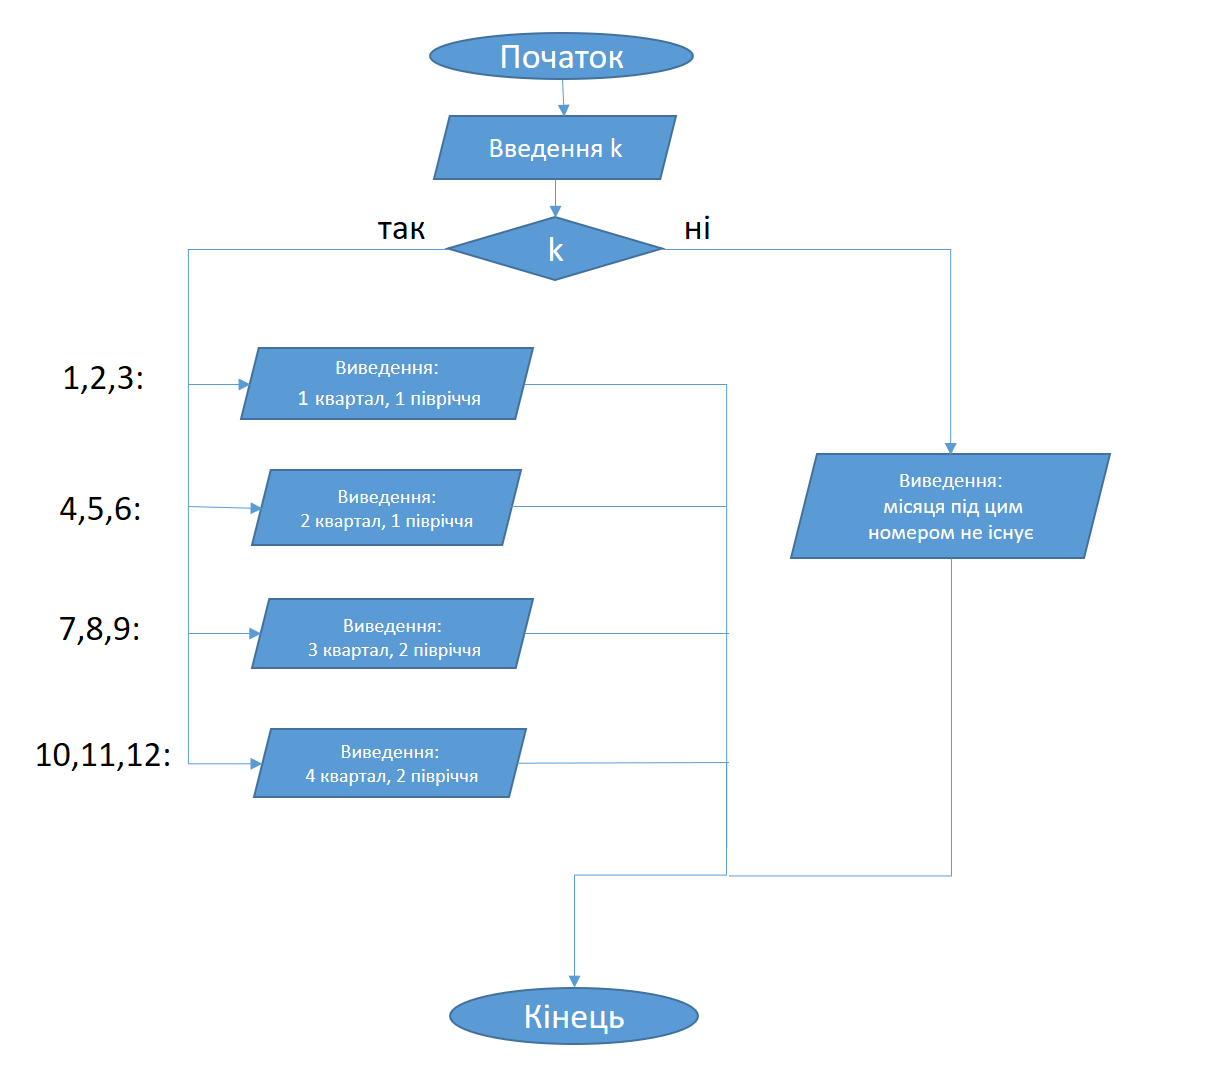 Початок
Введення k
так
ні
k
1,2,3:
Виведення:
1 квартал, 1 півріччя
4,5,6:
Виведення:
2 квартал, 1 півріччя
Виведення:
місяця під цим
номером не існує
7,8,9:
Виведення:
3 квартал, 2 півріччя
10,11,12:
Виведення:
4 квартал, 2 півріччя
Кінець